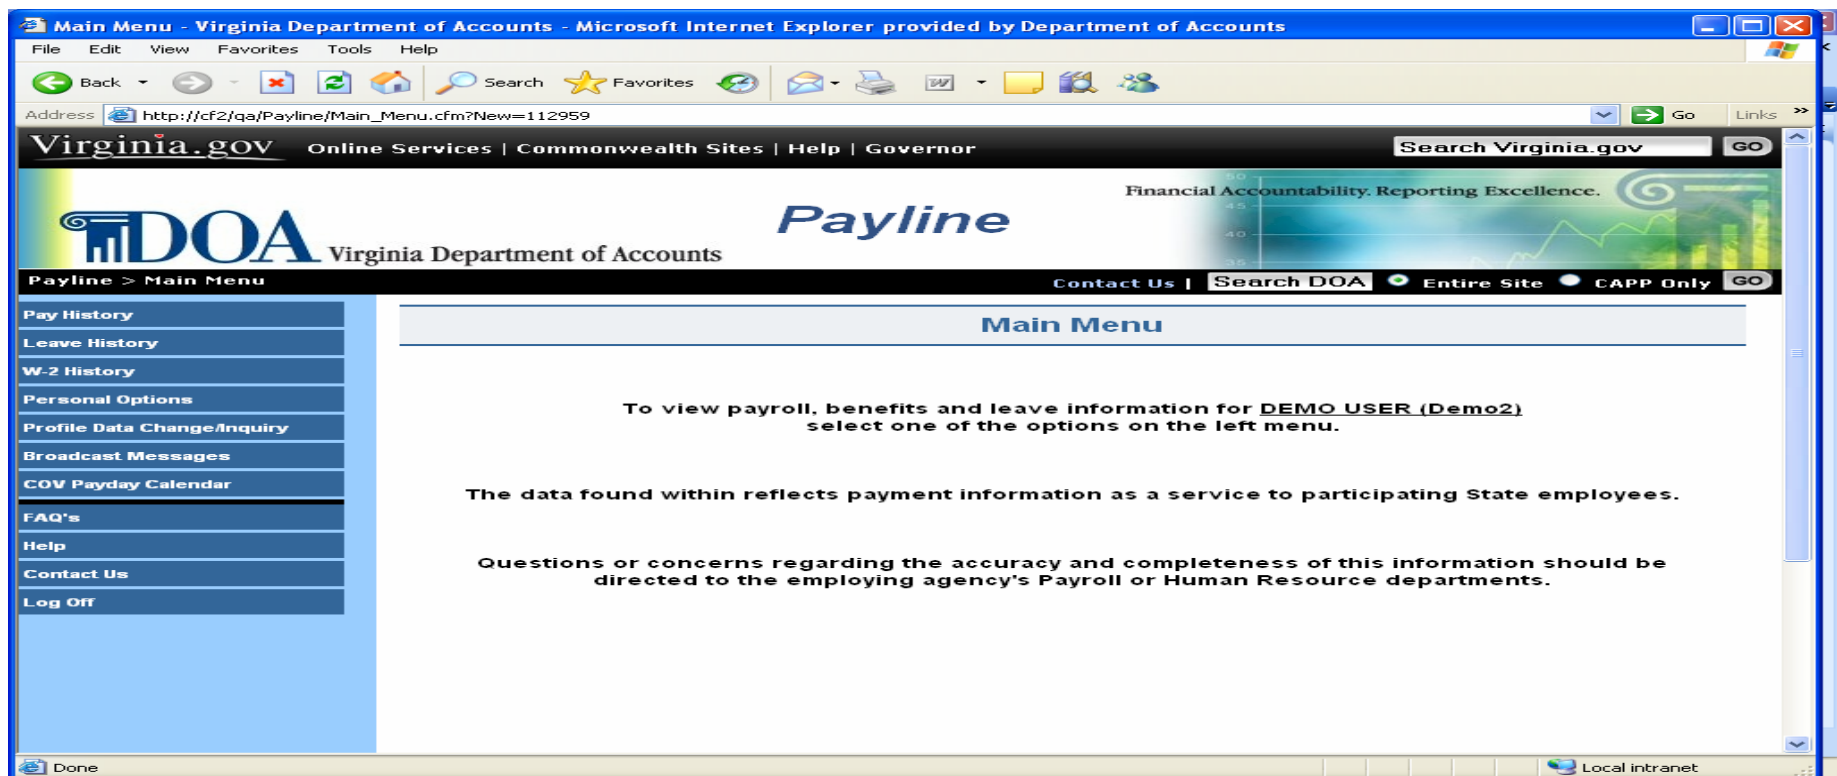 Main Menu - Virginia Department of Accounts - Microsoft Internet Explorer provided by Department of Accounts
File Edit View Favorites Tools Help
Back Search Favorites
Address http://cf2/qa/Payline/Main_Menu.cfm?New=112959 Go Links »
Virginia.gov Online Services | Commonwealth Sites | Help | Governor Search Virginia.gov GO
Financial Accountability. Reporting Excellence.
50
45
40
35
DOA Virginia Department of Accounts
Payline
Payline > Main Menu Contact Us | Search DOA Entire Site CAPP Only GO
Pay History
Leave History
W-2 History
Personal Options
Profile Data Change/Inquiry
Broadcast Messages
COV Payday Calendar
FAQ's
Help
Contact Us
Log Off
Main Menu
To view payroll, benefits and leave information for DEMO USER (Demo2)
select one of the options on the left menu.
The data found within reflects payment information as a service to participating State employees.
Questions or concerns regarding the accuracy and completeness of this information should be
directed to the employing agency's Payroll or Human Resource departments.
Done Local intranet